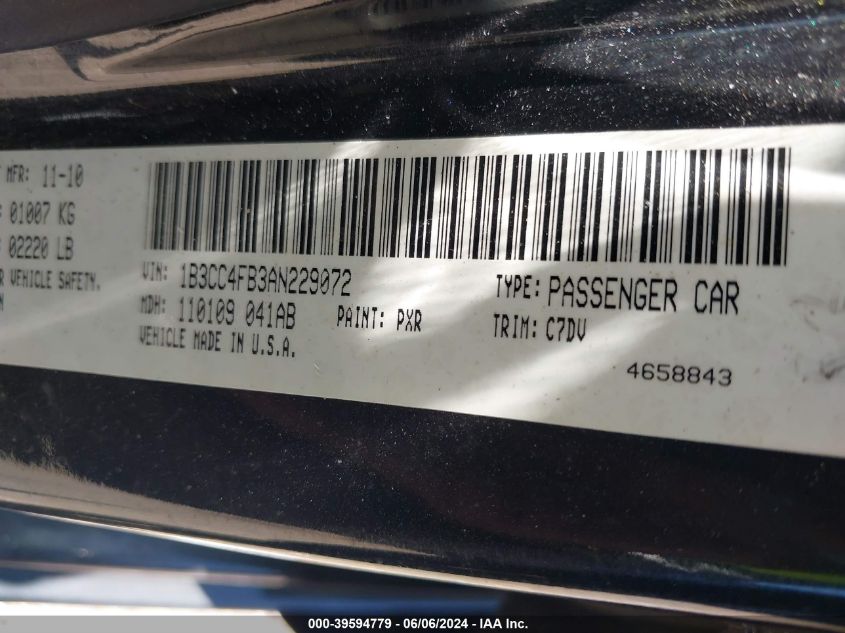 MFR: 11-10
01007 KG
02220 LB
VEHICLE SAFETY.
VIN: 1B3CC4FB3AN229072
TYPE: PASSENGER CAR
MDH: 110109 041AB
PAINT: PXR
TRIM: C7DV
VEHICLE MADE IN U.S.A.
4658843
000-39594779 - 06/06/2024 - IAA Inc.